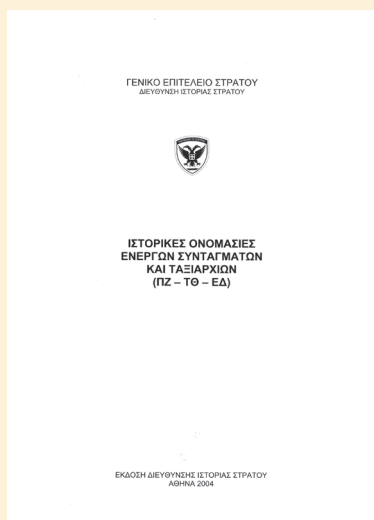 ΓΕΝΙΚΟ ΕΠΙΤΕΛΕΙΟ ΣΤΡΑΤΟΥ
ΔΙΕΥΘΥΝΣΗ ΙΣΤΟΡΙΑΣ ΣΤΡΑΤΟΥ
ΙΣΤΟΡΙΚΕΣ ΟΝΟΜΑΣΙΕΣ
ΕΝΕΡΓΩΝ ΣΥΝΤΑΓΜΑΤΩΝ
ΚΑΙ ΤΑΞΙΑΡΧΙΩΝ
(ΠΖ – ΤΘ – ΕΔ)
ΕΚΔΟΣΗ ΔΙΕΥΘΥΝΣΗΣ ΙΣΤΟΡΙΑΣ ΣΤΡΑΤΟΥ
ΑΘΗΝΑ 2004